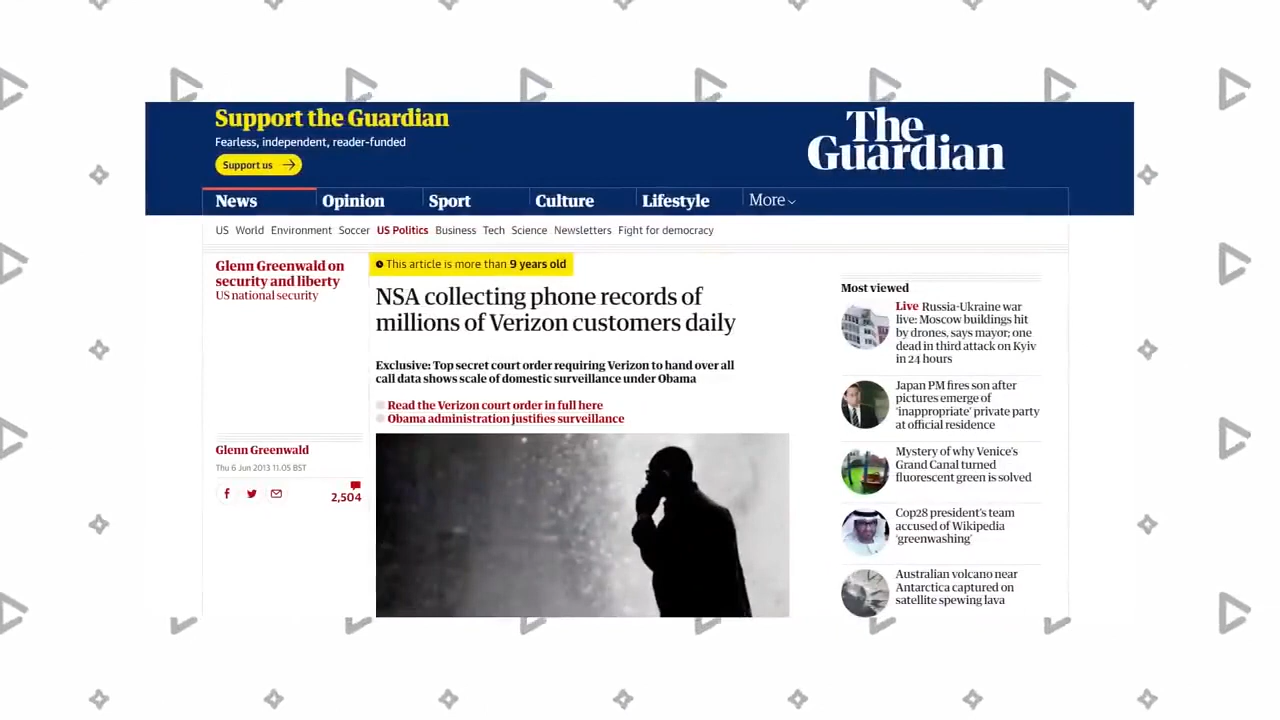 Support the Guardian
Fearless, independent, reader-funded
Support us
The
Guardian
News
Opinion
Sport
Culture
Lifestyle
More
US World Environment Soccer US Politics Business Tech Science Newsletters Fight for democracy
Glenn Greenwald on
security and liberty
US national security
Glenn Greenwald
Thu 6 Jun 2013 11.05 BST
2,504
This article is more than 9 years old
NSA collecting phone records of
millions of Verizon customers daily
Exclusive: Top secret court order requiring Verizon to hand over all
call data shows scale of domestic surveillance under Obama
Read the Verizon court order in full here
Obama administration justifies surveillance
Most viewed
Live Russia-Ukraine war
live: Moscow buildings hit
by drones, says mayor; one
dead in third attack on Kyiv
in 24 hours
Japan PM fires son after
pictures emerge of
‘inappropriate’ private party
at official residence
Mystery of why Venice’s
Grand Canal turned
fluorescent green is solved
Cop28 president’s team
accused of Wikipedia
‘greenwashing’
Australian volcano near
Antarctica captured on
satellite spewing lava